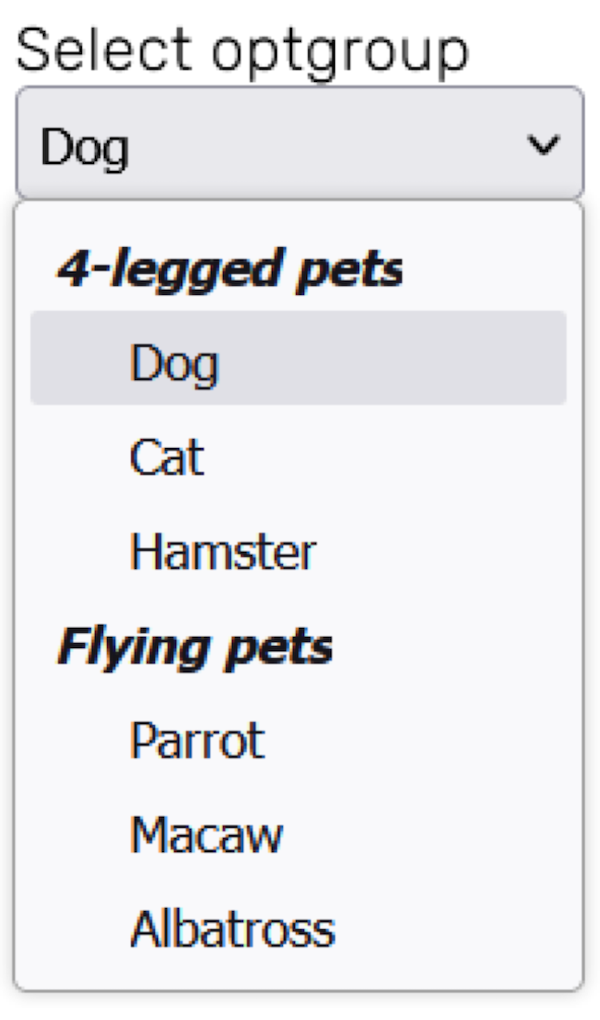 Select optgroup
Dog
4-legged pets
Dog
Cat
Hamster
Flying pets
Parrot
Macaw
Albatross